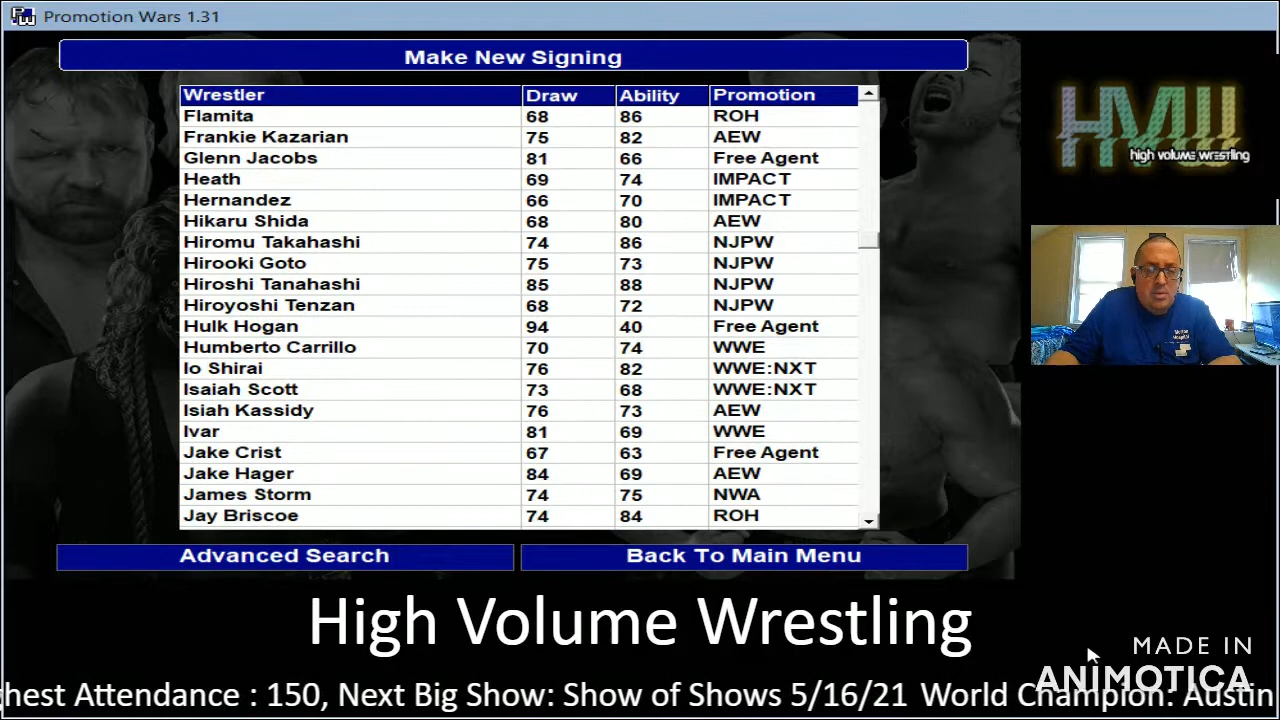 Promotion Wars 1.31
Make New Signing
Wrestler Draw Ability Promotion
Flamita 68 86 ROH
Frankie Kazarian 75 82 AEW
Glenn Jacobs 81 66 Free Agent
Heath 69 74 IMPACT
Hernandez 66 70 IMPACT
Hikaru Shida 68 80 AEW
Hiromu Takahashi 74 86 NJPW
Hirooki Goto 75 73 NJPW
Hiroshi Tanahashi 85 88 NJPW
Hiroyoshi Tenzan 68 72 NJPW
Hulk Hogan 94 40 Free Agent
Humberto Carrillo 70 74 WWE
Io Shirai 76 82 WWE:NXT
Isaiah Scott 73 68 WWE:NXT
Isiah Kassidy 76 73 AEW
Ivar 81 69 WWE
Jake Crist 67 63 Free Agent
Jake Hager 84 69 AEW
James Storm 74 75 NWA
Jay Briscoe 74 84 ROH
Advanced Search Back To Main Menu
HVW
high volume wrestling
High Volume Wrestling
MADE IN
ANIMOTICA
ghest Attendance : 150, Next Big Show: Show of Shows 5/16/21 World Champion: Austin